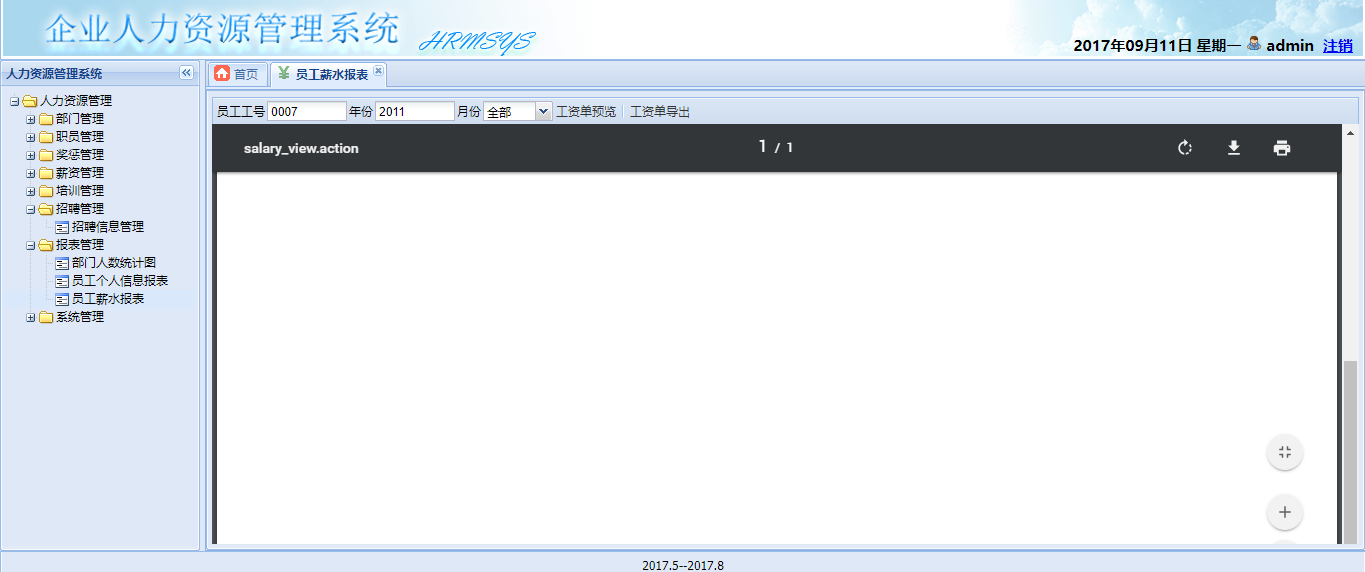 企业人力资源管理系统 HRMSYS
2017年09月11日 星期一 admin 注销
人力资源管理系统
首页 员工薪水报表
人力资源管理
部门管理
职员管理
奖惩管理
薪资管理
培训管理
招聘管理
招聘信息管理
报表管理
部门人数统计图
员工个人信息报表
员工薪水报表
系统管理
员工工号 0007 年份 2011 月份 全部 工资单预览 工资单导出
salary_view.action 1 / 1
2017.5--2017.8